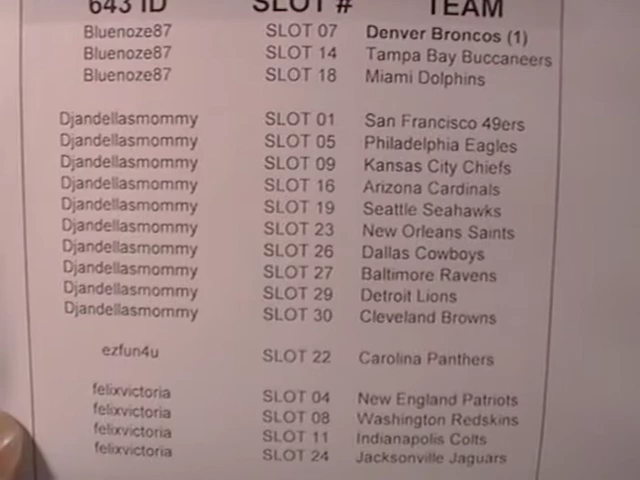 643 ID SLOT # TEAM
Bluenoze87 SLOT 07 Denver Broncos (1)
Bluenoze87 SLOT 14 Tampa Bay Buccaneers
Bluenoze87 SLOT 18 Miami Dolphins
Djandellasmommy SLOT 01 San Francisco 49ers
Djandellasmommy SLOT 05 Philadelphia Eagles
Djandellasmommy SLOT 09 Kansas City Chiefs
Djandellasmommy SLOT 16 Arizona Cardinals
Djandellasmommy SLOT 19 Seattle Seahawks
Djandellasmommy SLOT 23 New Orleans Saints
Djandellasmommy SLOT 26 Dallas Cowboys
Djandellasmommy SLOT 27 Baltimore Ravens
Djandellasmommy SLOT 29 Detroit Lions
Djandellasmommy SLOT 30 Cleveland Browns
ezfun4u SLOT 22 Carolina Panthers
felixvictoria SLOT 04 New England Patriots
felixvictoria SLOT 08 Washington Redskins
felixvictoria SLOT 11 Indianapolis Colts
felixvictoria SLOT 24 Jacksonville Jaguars